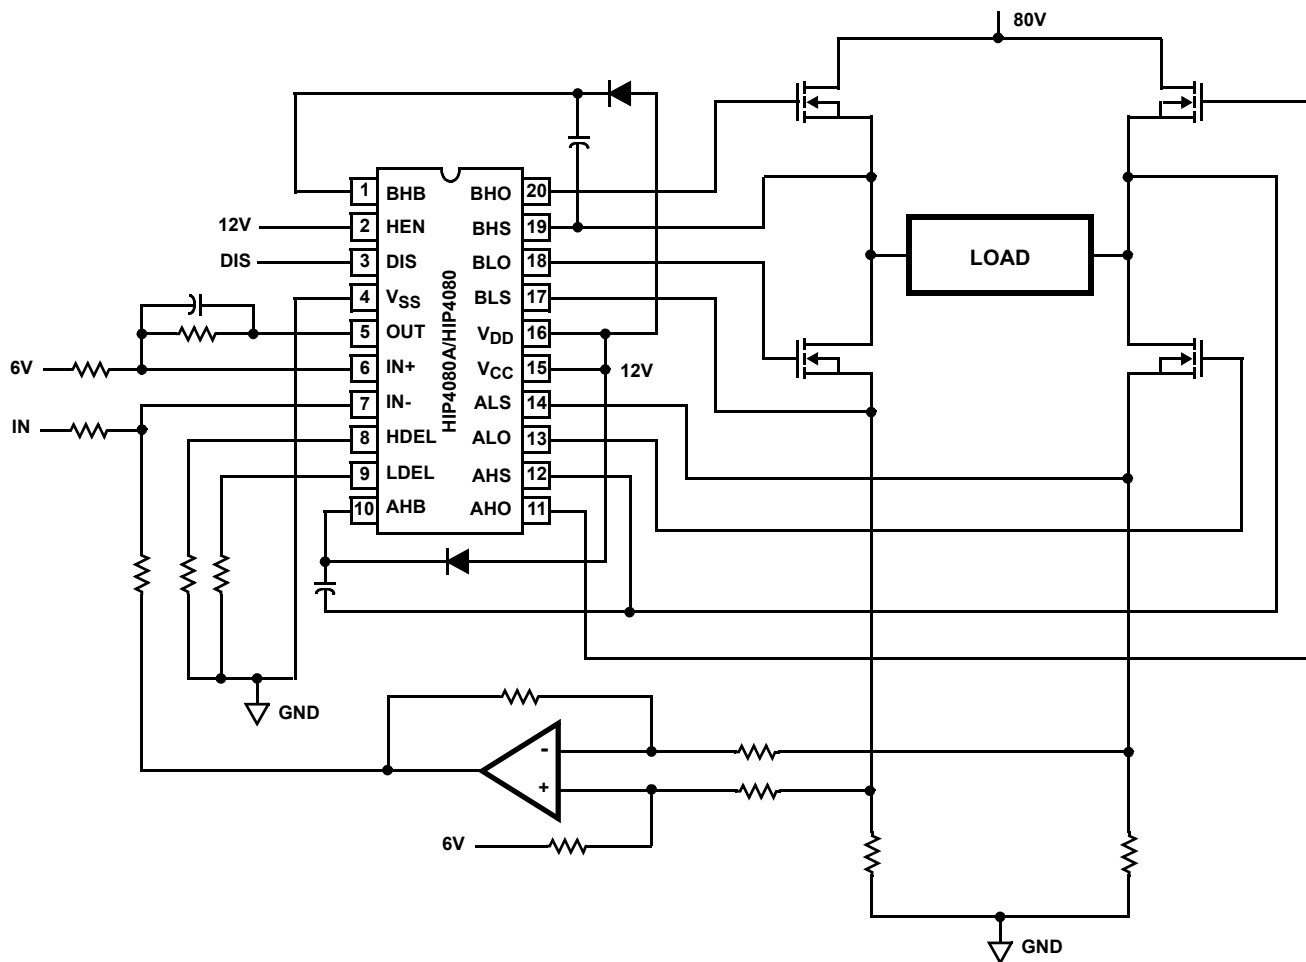 80V
1 BHB BHO 20
12V 2 HEN BHS 19
DIS 3 DIS BLO 18
4 VSS BLS 17
5 OUT VDD 16
6V 6 IN+ VCC 15 12V
IN 7 IN- ALS 14
8 HDEL ALO 13
9 LDEL AHS 12
10 AHB AHO 11
HIP4080A/HIP4080
LOAD
GND
-
+
6V
GND